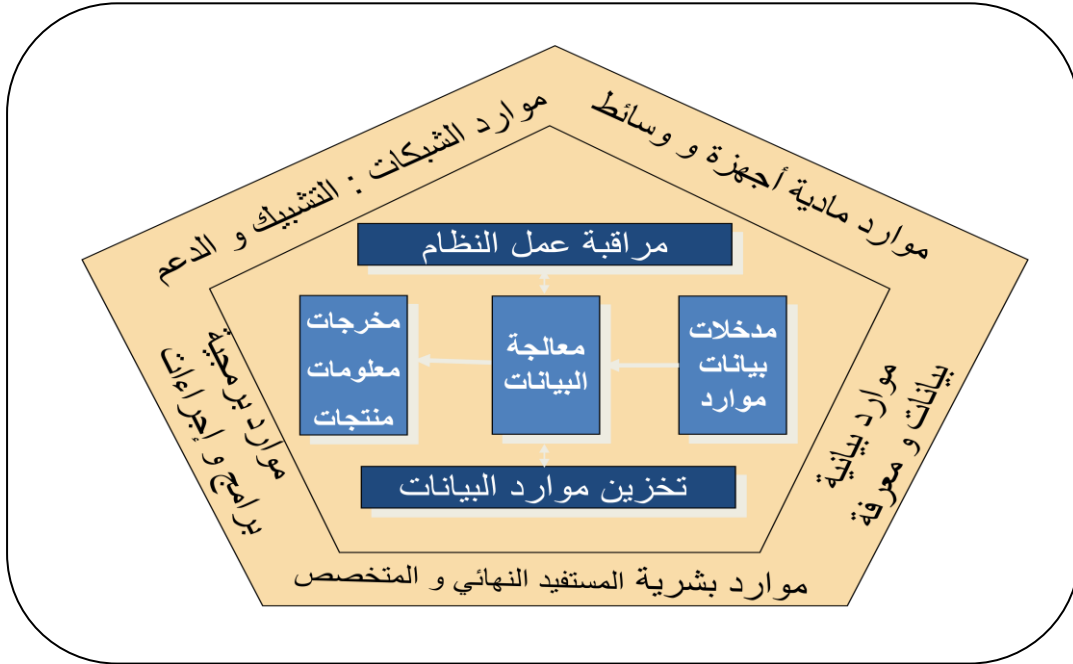 موارد الشبكات : التشبيك و الدعم
موارد مادية أجهزة و وسائط
مراقبة عمل النظام
مدخلات
بيانات
موارد
معالجة
البيانات
مخرجات
معلومات
منتجات
تخزين موارد البيانات
موارد بيانية
بيانات و معرفة
موارد برمجية
برامج و إجراءات
موارد بشرية المستفيد النهائي و المتخصص